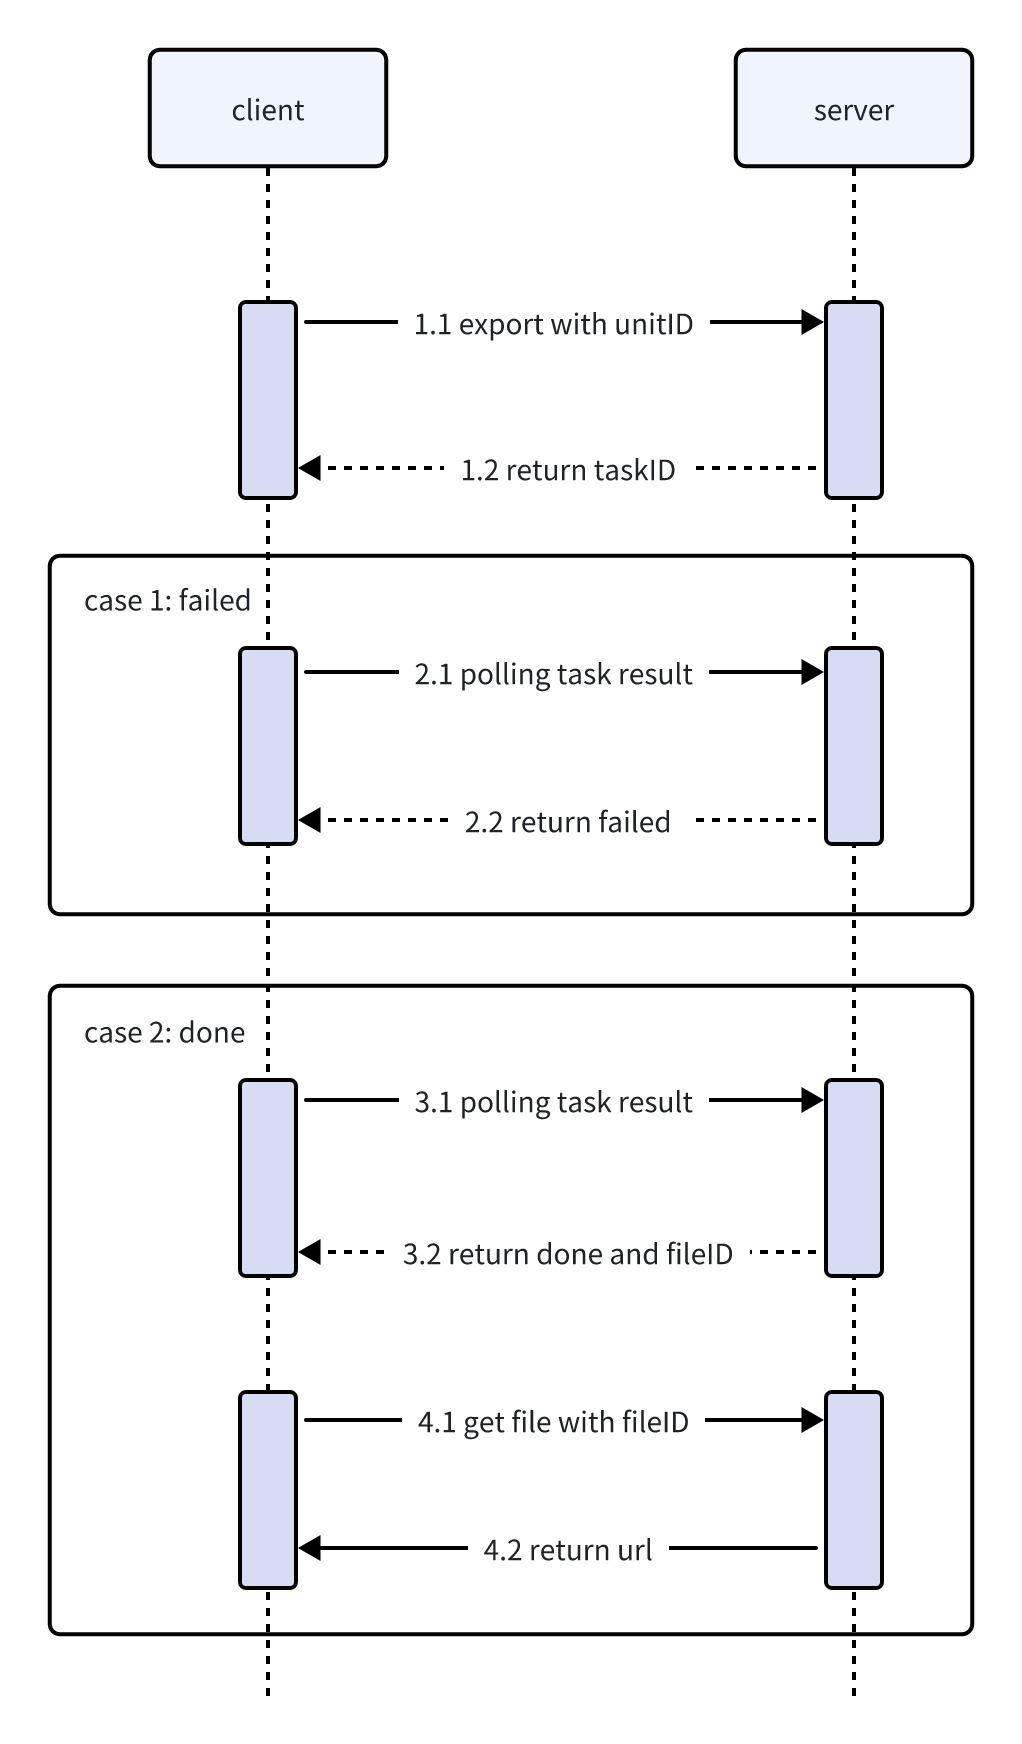 client
server
1.1 export with unitID
1.2 return taskID
case 1: failed
2.1 polling task result
2.2 return failed
case 2: done
3.1 polling task result
3.2 return done and fileID
4.1 get file with fileID
4.2 return url